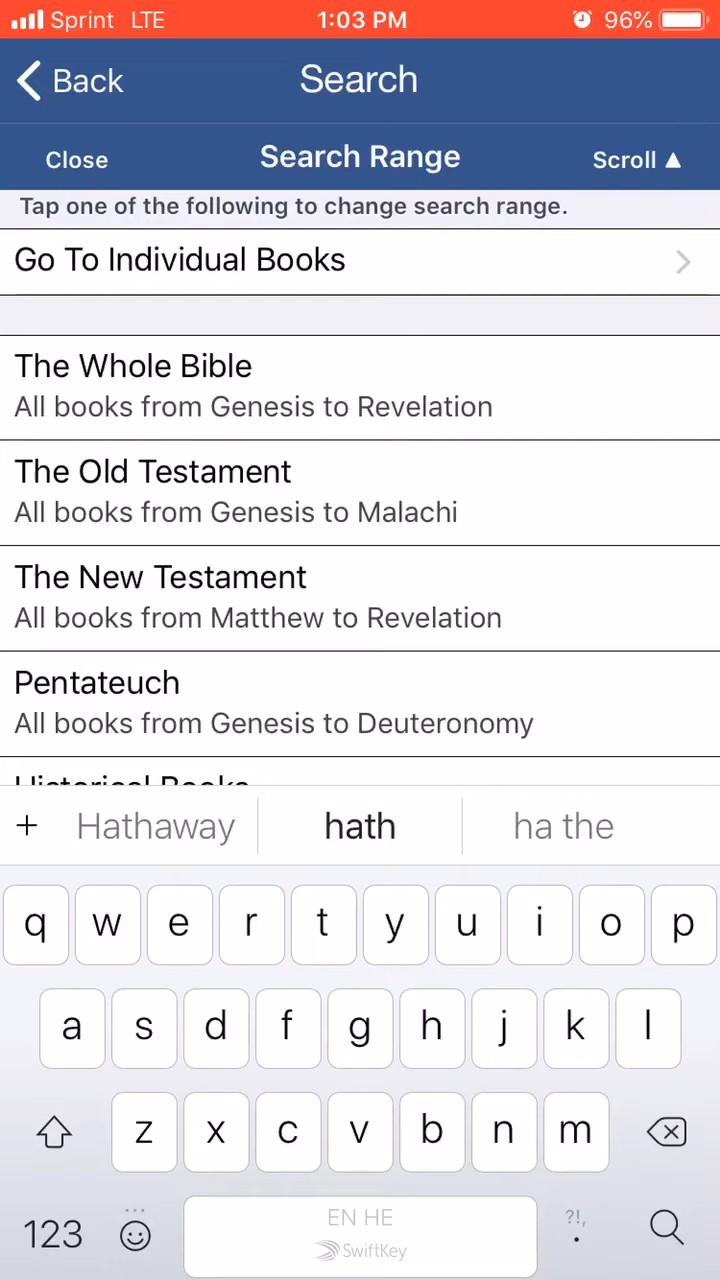 Sprint LTE 1:03 PM 96%
Back Search
Close Search Range Scroll ▲
Tap one of the following to change search range.
Go To Individual Books
The Whole Bible
All books from Genesis to Revelation
The Old Testament
All books from Genesis to Malachi
The New Testament
All books from Matthew to Revelation
Pentateuch
All books from Genesis to Deuteronomy
Historical Books
+ Hathaway hath ha the
q w e r t y u i o p
a s d f g h j k l
z x c v b n m
123 EN HE ?!, .
SwiftKey